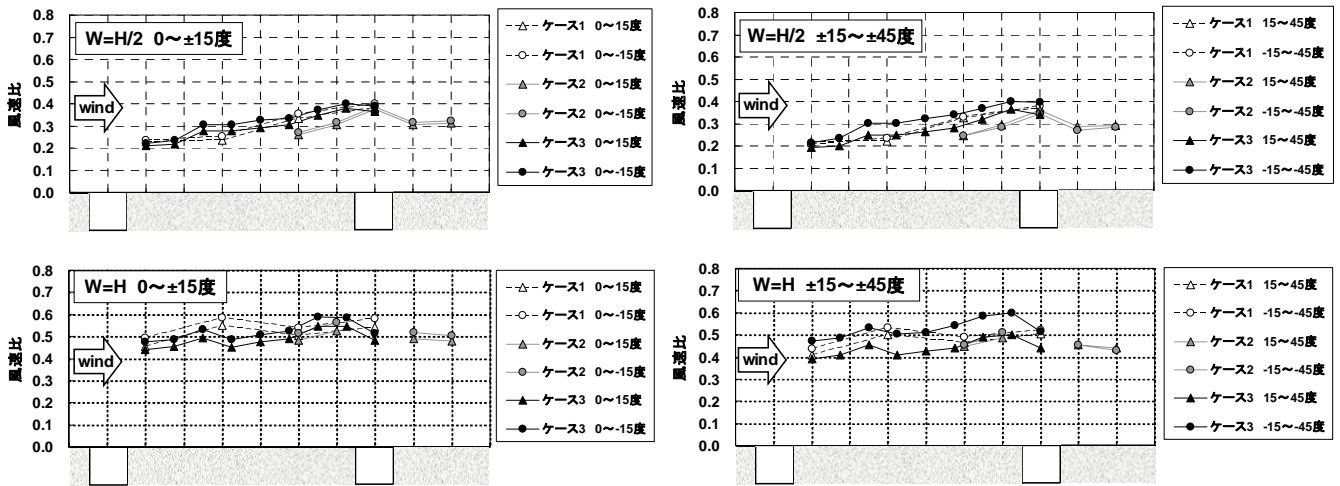 W=H/2 0～±15度
風速比
0.8
0.7
0.6
0.5
0.4
0.3
0.2
0.1
0.0
wind
ケース1 0～15度
ケース1 0～-15度
ケース2 0～15度
ケース2 0～-15度
ケース3 0～15度
ケース3 0～-15度
W=H/2 ±15～±45度
風速比
0.8
0.7
0.6
0.5
0.4
0.3
0.2
0.1
0.0
wind
ケース1 15～45度
ケース1 -15～-45度
ケース2 15～45度
ケース2 -15～-45度
ケース3 15～45度
ケース3 -15～-45度
W=H 0～±15度
風速比
0.8
0.7
0.6
0.5
0.4
0.3
0.2
0.1
0.0
wind
ケース1 0～15度
ケース1 0～-15度
ケース2 0～15度
ケース2 0～-15度
ケース3 0～15度
ケース3 0～-15度
W=H ±15～±45度
風速比
0.8
0.7
0.6
0.5
0.4
0.3
0.2
0.1
0.0
wind
ケース1 15～45度
ケース1 -15～-45度
ケース2 15～45度
ケース2 -15～-45度
ケース3 15～45度
ケース3 -15～-45度